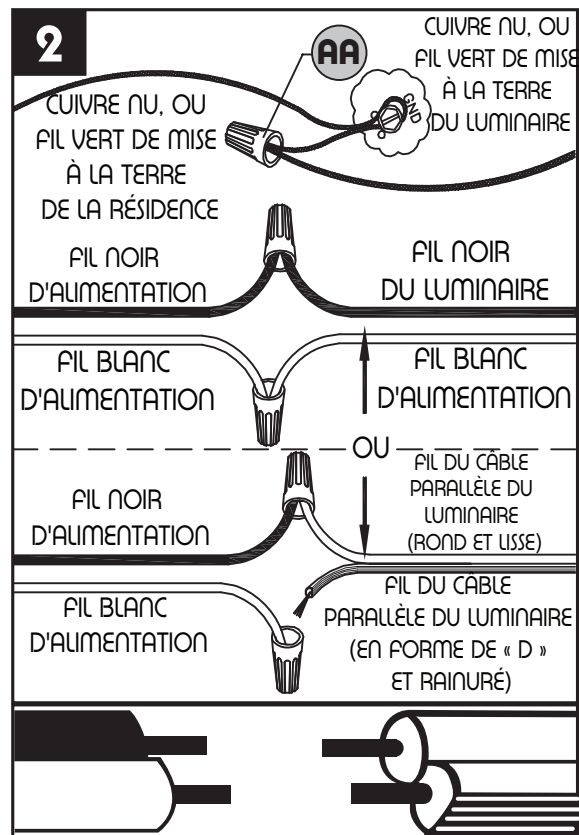 2
AA
CUIVRE NU, OU
FIL VERT DE MISE
À LA TERRE
DU LUMINAIRE
GND
CUIVRE NU, OU
FIL VERT DE MISE
À LA TERRE
DE LA RÉSIDENCE
FIL NOIR
D'ALIMENTATION
FIL NOIR
DU LUMINAIRE
FIL BLANC
D'ALIMENTATION
FIL BLANC
D'ALIMENTATION
OU
FIL NOIR
D'ALIMENTATION
FIL DU CÂBLE
PARALLÈLE DU
LUMINAIRE
(ROND ET LISSE)
FIL BLANC
D'ALIMENTATION
FIL DU CÂBLE
PARALLÈLE DU LUMINAIRE
(EN FORME DE « D »
ET RAINURÉ)